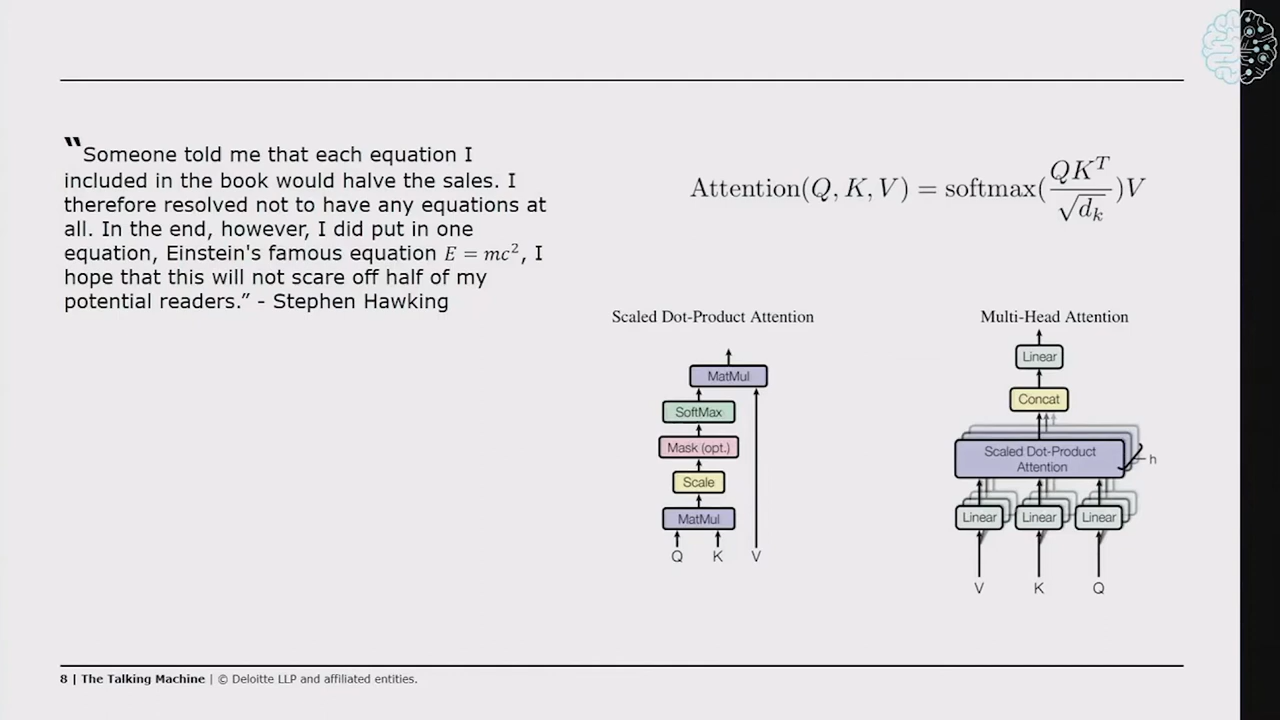 "Someone told me that each equation I
included in the book would halve the sales. I
therefore resolved not to have any equations at
all. In the end, however, I did put in one
equation, Einstein's famous equation E = mc², I
hope that this will not scare off half of my
potential readers.” - Stephen Hawking
Attention(Q, K, V) = softmax(QKᵀ/√dₖ)V
Scaled Dot-Product Attention
MatMul
SoftMax
Mask (opt.)
Scale
MatMul
Q K V
Multi-Head Attention
Linear
Concat
Scaled Dot-Product
Attention
h
Linear Linear Linear
V K Q
8 | The Talking Machine | © Deloitte LLP and affiliated entities.